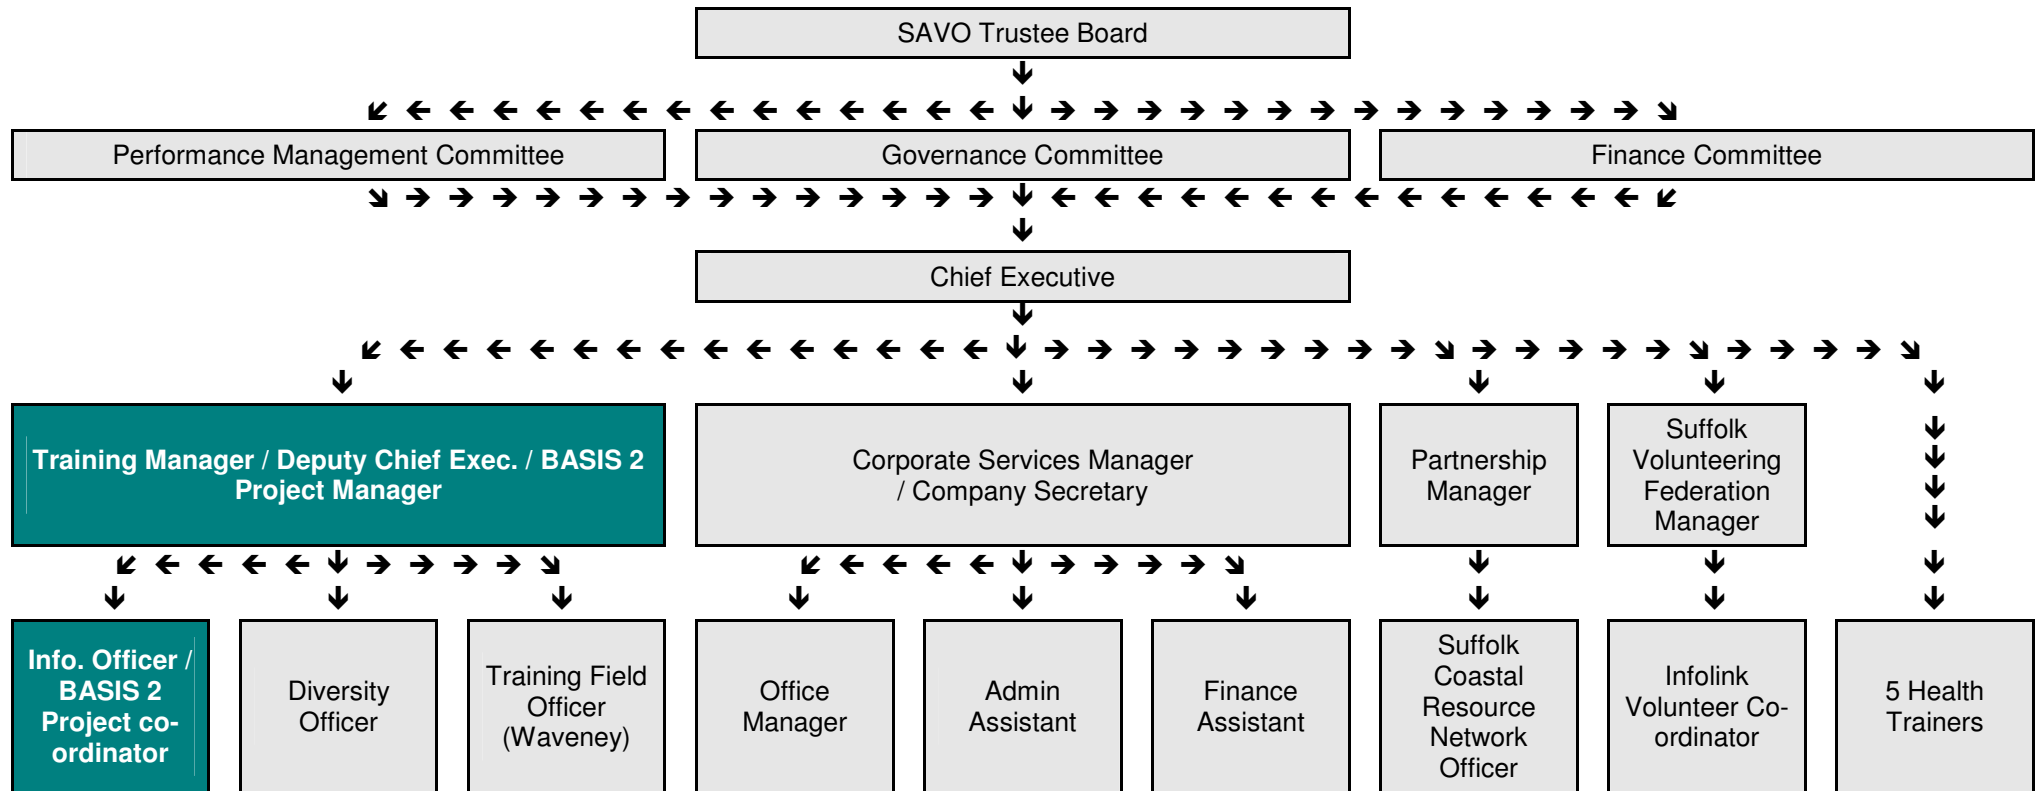 SAVO Trustee Board
Performance Management Committee
Governance Committee
Finance Committee
Chief Executive
Training Manager / Deputy Chief Exec. / BASIS 2
Project Manager
Corporate Services Manager
/ Company Secretary
Partnership
Manager
Suffolk
Volunteering
Federation
Manager
Info. Officer /
BASIS 2
Project co-
ordinator
Diversity
Officer
Training Field
Officer
(Waveney)
Office
Manager
Admin
Assistant
Finance
Assistant
Suffolk
Coastal
Resource
Network
Officer
Infolink
Volunteer Co-
ordinator
5 Health
Trainers